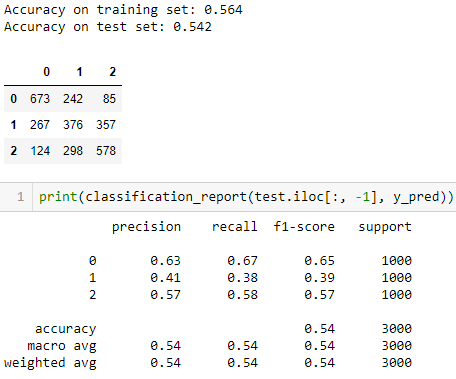 Accuracy on training set: 0.564
Accuracy on test set: 0.542
0 1 2
0 673 242 85
1 267 376 357
2 124 298 578
1 print(classification_report(test.iloc[:, -1], y_pred))
precision recall f1-score support
0 0.63 0.67 0.65 1000
1 0.41 0.38 0.39 1000
2 0.57 0.58 0.57 1000
accuracy 0.54 3000
macro avg 0.54 0.54 0.54 3000
weighted avg 0.54 0.54 0.54 3000